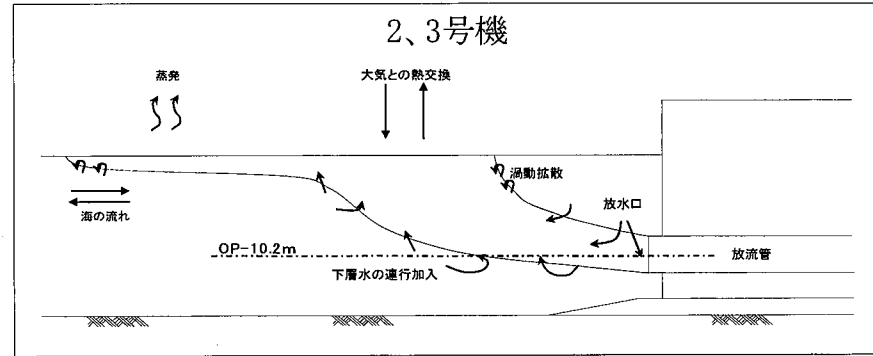 2、3号機
蒸発
大気との熱交換
渦動拡散
放水口
海の流れ
OP-10.2m
放流管
下層水の連行加入